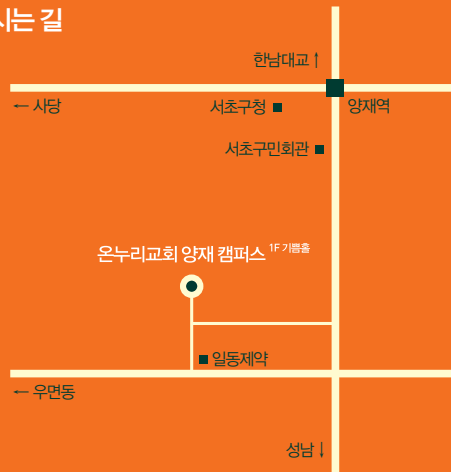 시는 길
한남대교 ↑
← 사당
서초구청
양재역
서초구민회관
온누리교회 양재 캠퍼스 1F 기쁨홀
일동제약
← 우면동
성남 ↓